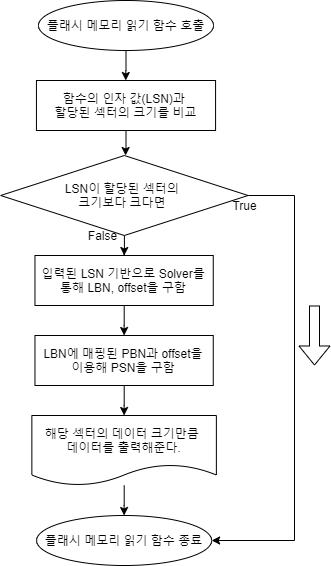 플래시 메모리 읽기 함수 호출
함수의 인자 값(LSN)과
할당된 섹터의 크기를 비교
LSN이 할당된 섹터의
크기보다 크다면
True
False
입력된 LSN 기반으로 Solver를
통해 LBN, offset을 구함
LBN에 매핑된 PBN과 offset을
이용해 PSN을 구함
해당 섹터의 데이터 크기만큼
데이터를 출력해준다.
플래시 메모리 읽기 함수 종료